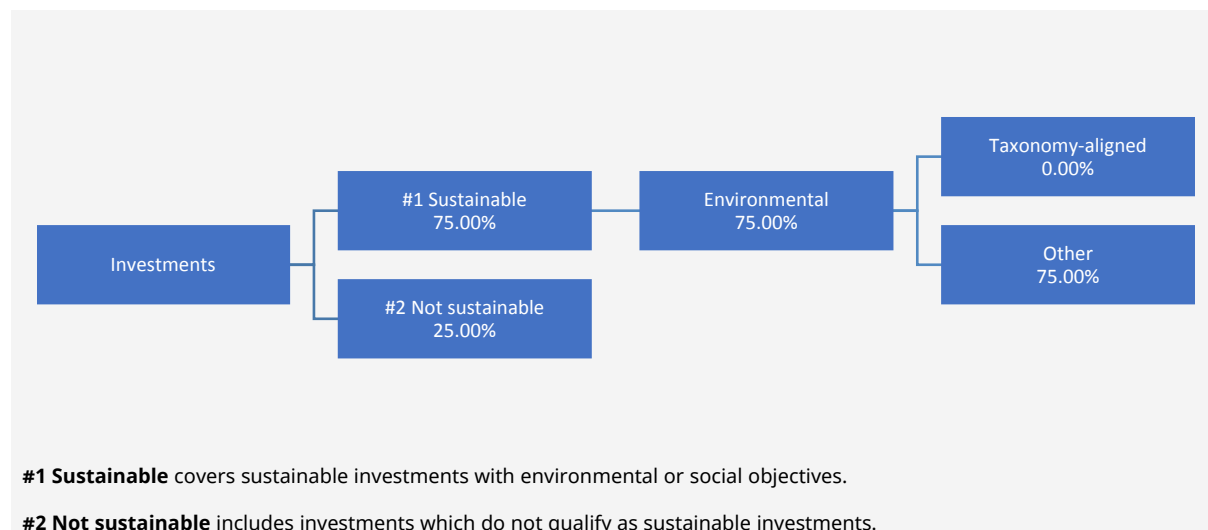 Investments
#1 Sustainable
75.00%
#2 Not sustainable
25.00%
Environmental
75.00%
Taxonomy-aligned
0.00%
Other
75.00%
#1 Sustainable covers sustainable investments with environmental or social objectives.
#2 Not sustainable includes investments which do not qualify as sustainable investments.